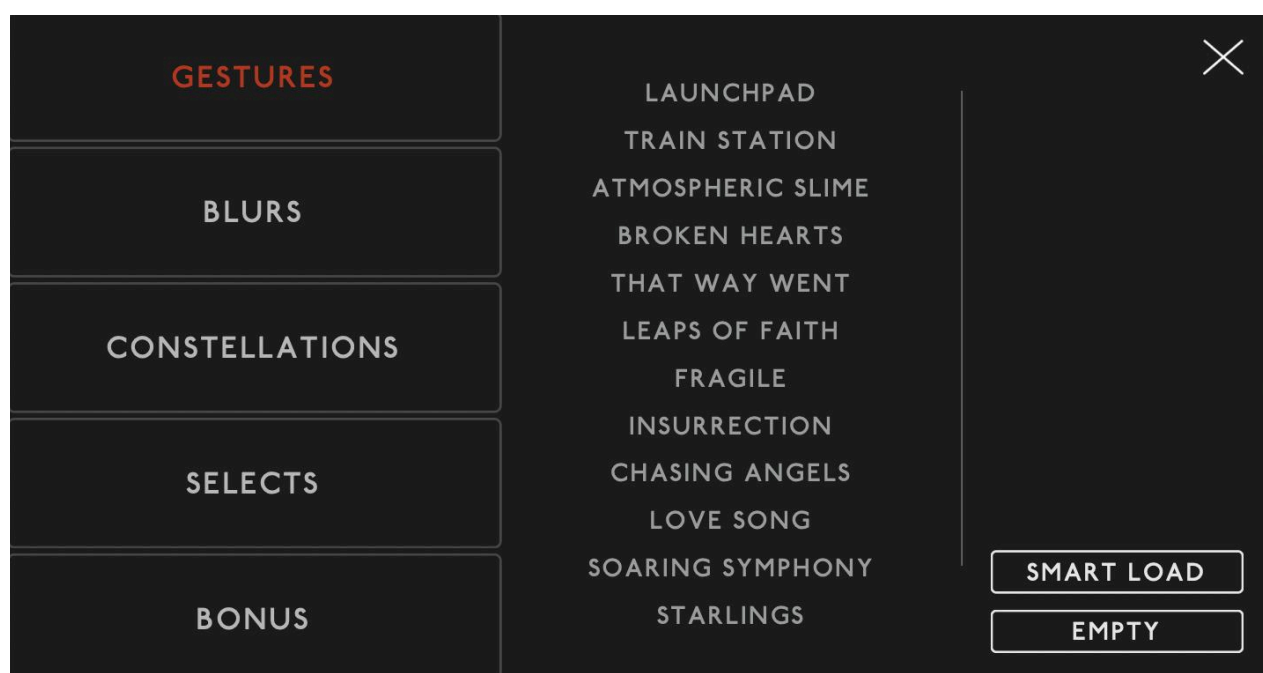 GESTURES
BLURS
CONSTELLATIONS
SELECTS
BONUS
LAUNCHPAD
TRAIN STATION
ATMOSPHERIC SLIME
BROKEN HEARTS
THAT WAY WENT
LEAPS OF FAITH
FRAGILE
INSURRECTION
CHASING ANGELS
LOVE SONG
SOARING SYMPHONY
STARLINGS
SMART LOAD
EMPTY